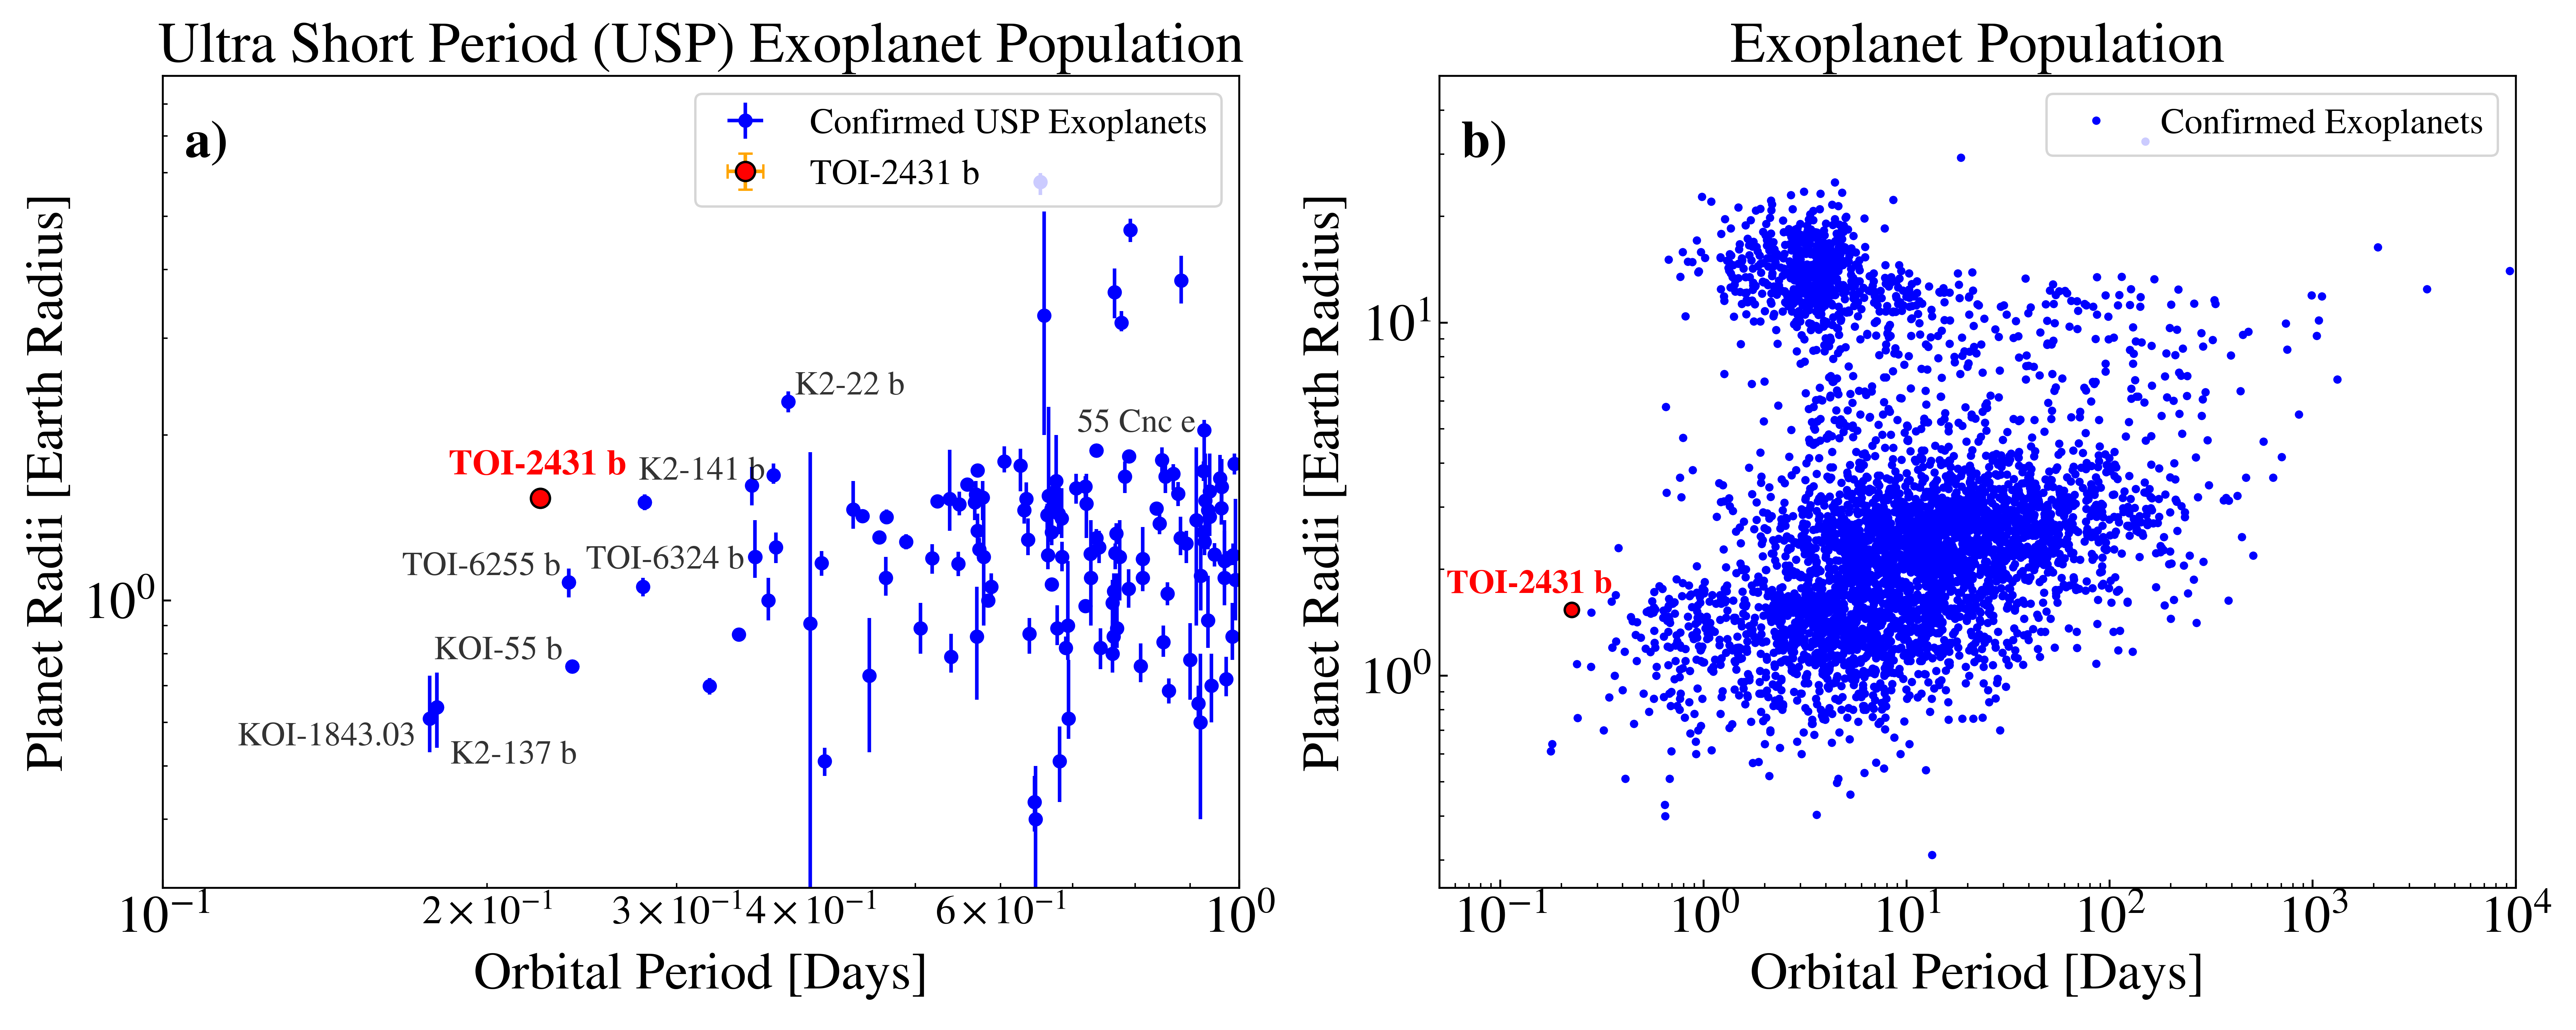 Ultra Short Period (USP) Exoplanet Population
a)
Confirmed USP Exoplanets
TOI-2431 b
K2-22 b
55 Cnc e
TOI-2431 b
K2-141 b
TOI-6255 b
TOI-6324 b
KOI-55 b
KOI-1843.03
K2-137 b
Planet Radii [Earth Radius]
10⁰
10⁻¹
2×10⁻¹
3×10⁻¹
4×10⁻¹
6×10⁻¹
10⁰
Orbital Period [Days]
Exoplanet Population
b)
Confirmed Exoplanets
TOI-2431 b
Planet Radii [Earth Radius]
10¹
10⁰
10⁻¹
10⁰
10¹
10²
10³
10⁴
Orbital Period [Days]